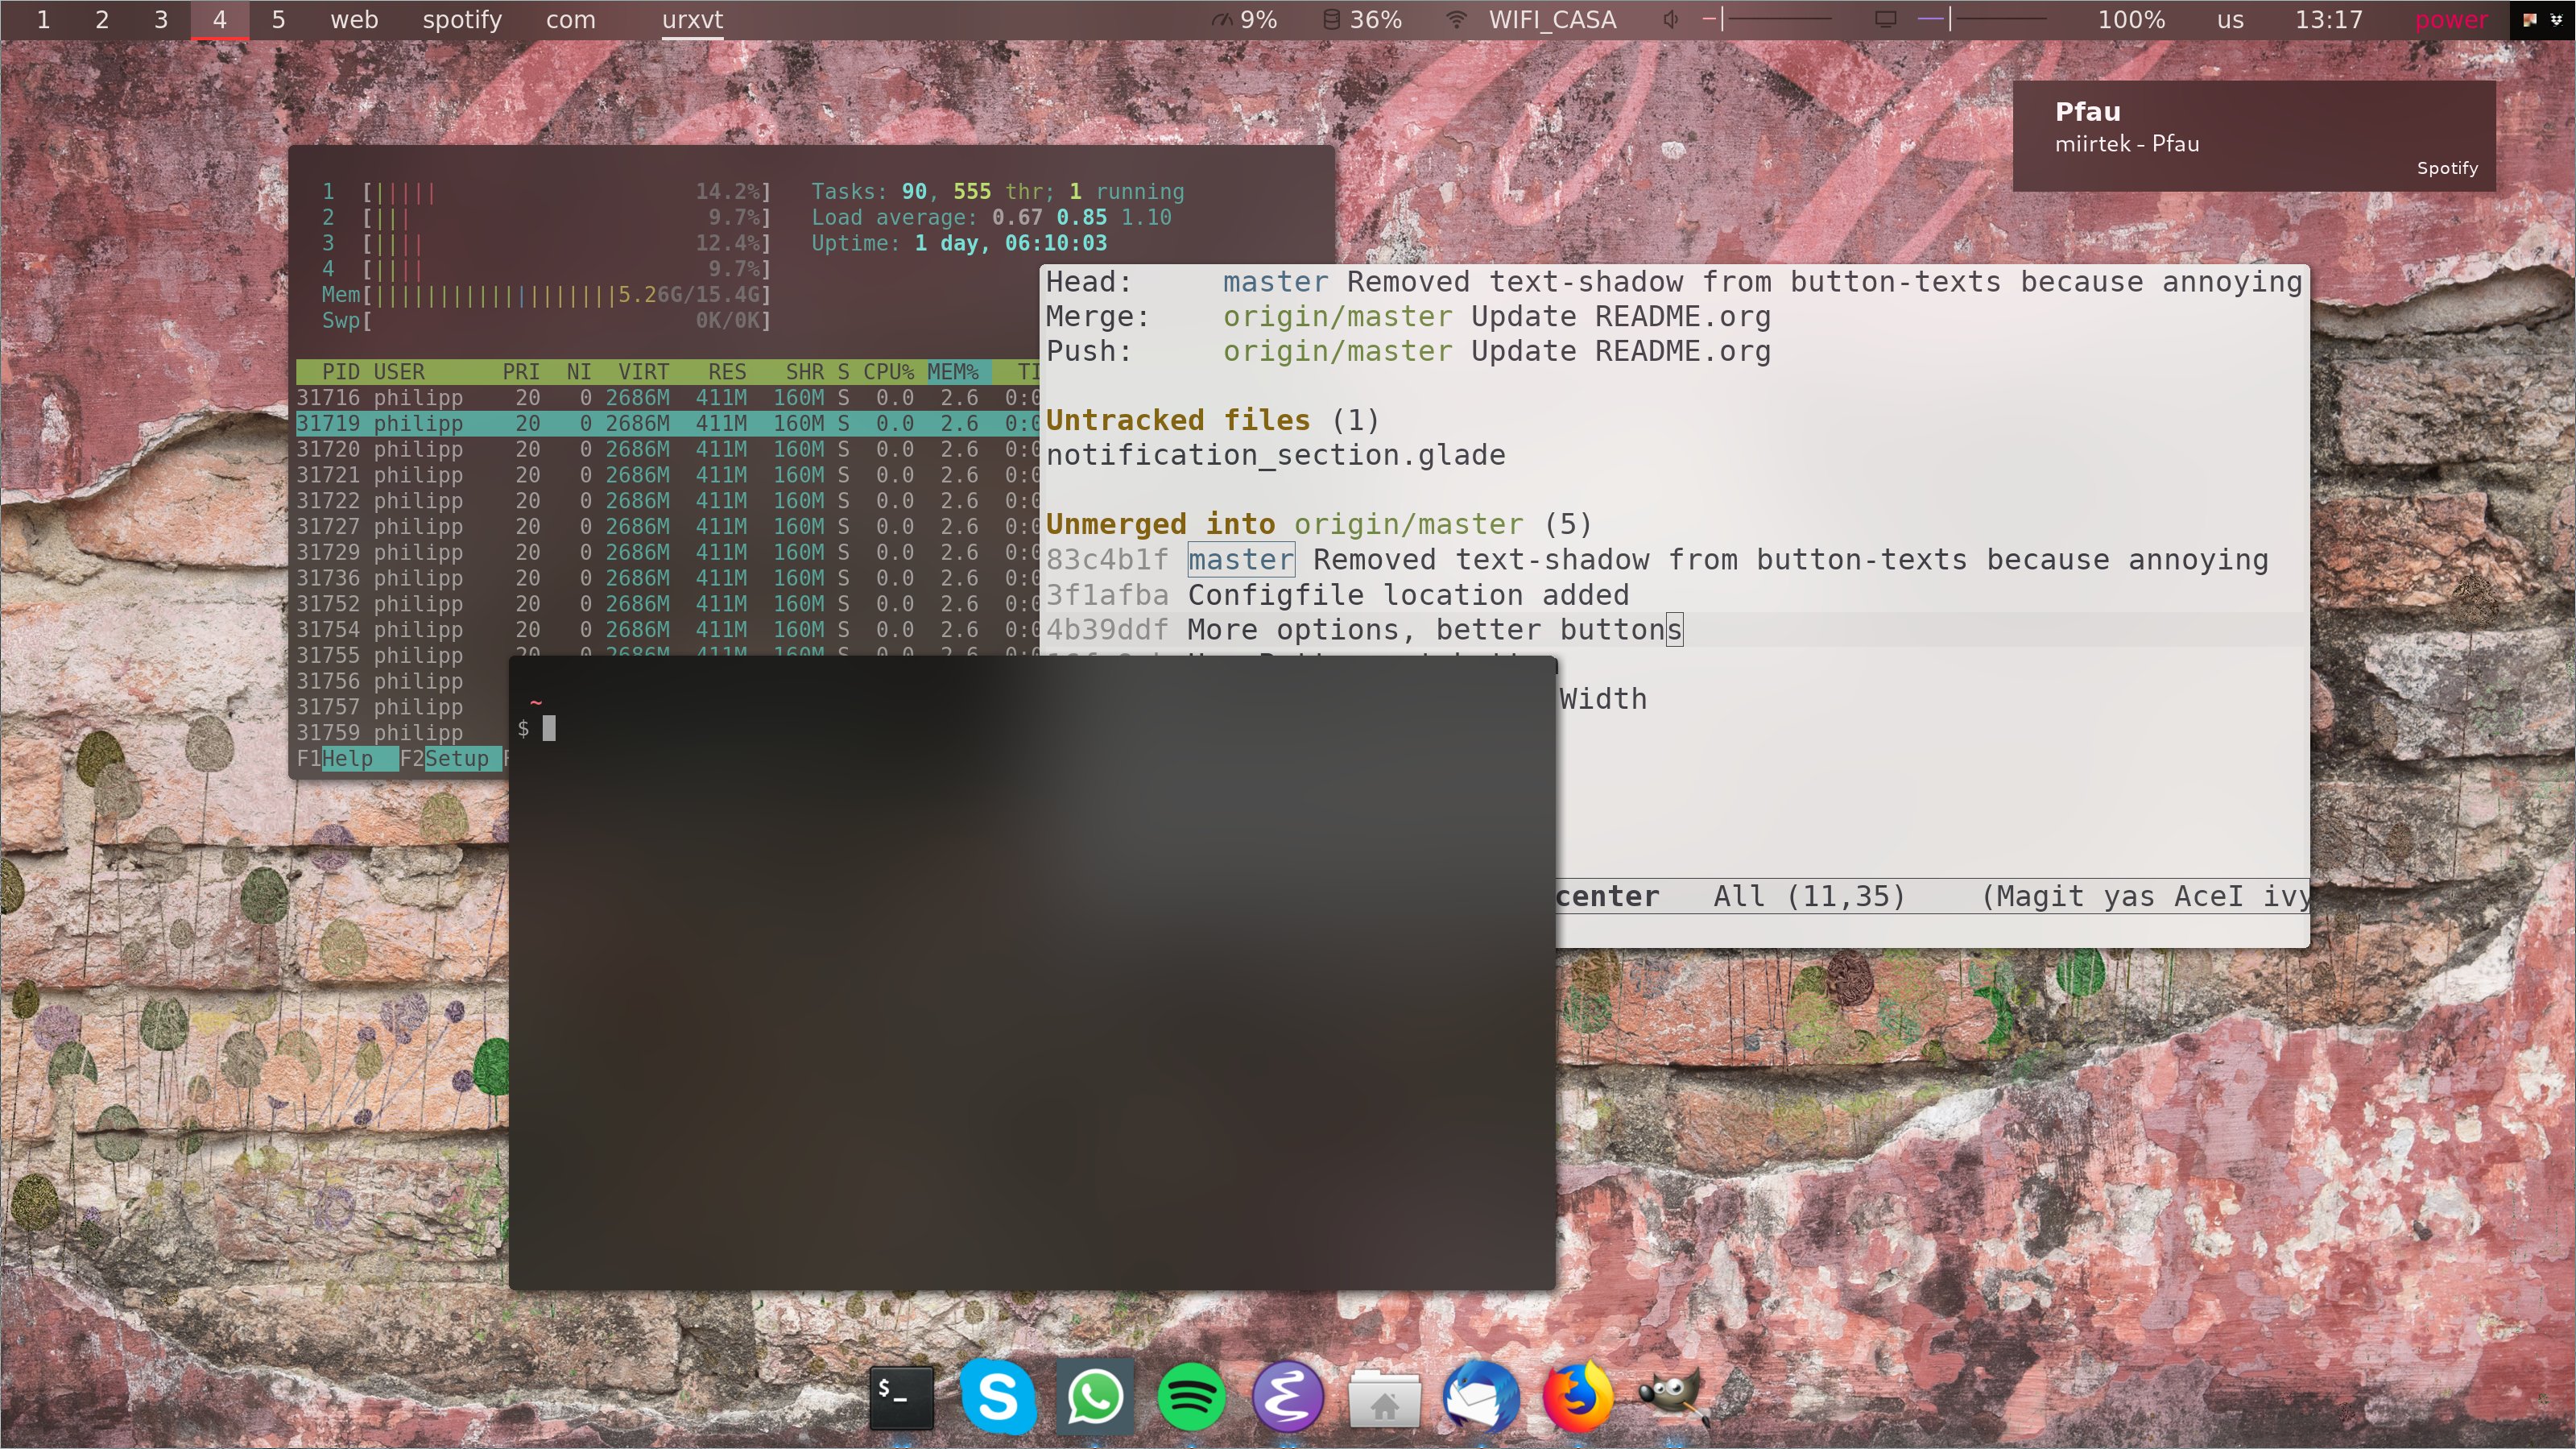 1 2 3 4 5 web spotify com urxvt 9% 36% WIFI_CASA 100% us 13:17 power
Pfau
miirtek - Pfau
Spotify
1 [|||||| 14.2%] Tasks: 90, 555 thr; 1 running
2 [||| 9.7%] Load average: 0.67 0.85 1.10
3 [|||| 12.4%] Uptime: 1 day, 06:10:03
4 [|||| 9.7%]
Mem[|||||||||||||||||||5.26G/15.4G]
Swp[ 0K/0K]
PID USER PRI NI VIRT RES SHR S CPU% MEM% TI
31716 philipp 20 0 2686M 411M 160M S 0.0 2.6 0:0
31719 philipp 20 0 2686M 411M 160M S 0.0 2.6 0:0
31720 philipp 20 0 2686M 411M 160M S 0.0 2.6 0:0
31721 philipp 20 0 2686M 411M 160M S 0.0 2.6 0:0
31722 philipp 20 0 2686M 411M 160M S 0.0 2.6 0:0
31727 philipp 20 0 2686M 411M 160M S 0.0 2.6 0:0
31729 philipp 20 0 2686M 411M 160M S 0.0 2.6 0:0
31736 philipp 20 0 2686M 411M 160M S 0.0 2.6 0:0
31752 philipp 20 0 2686M 411M 160M S 0.0 2.6 0:0
31754 philipp 20 0 2686M 411M 160M S 0.0 2.6 0:0
31755 philipp 20 0 2686M 411M 160M S 0.0 2.6 0:0
31756 philipp
31757 philipp
31759 philipp
F1Help F2Setup
Head: master Removed text-shadow from button-texts because annoying
Merge: origin/master Update README.org
Push: origin/master Update README.org
Untracked files (1)
notification_section.glade
Unmerged into origin/master (5)
83c4b1f master Removed text-shadow from button-texts because annoying
3f1afba Configfile location added
4b39ddf More options, better buttons
Width
center All (11,35) (Magit yas AceI ivy
~
$
$_